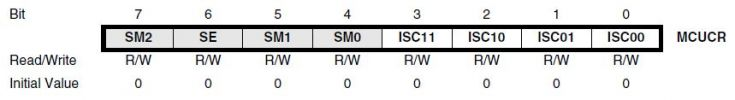 Bit 7 6 5 4 3 2 1 0
SM2 SE SM1 SM0 ISC11 ISC10 ISC01 ISC00 MCUCR
Read/Write R/W R/W R/W R/W R/W R/W R/W R/W
Initial Value 0 0 0 0 0 0 0 0